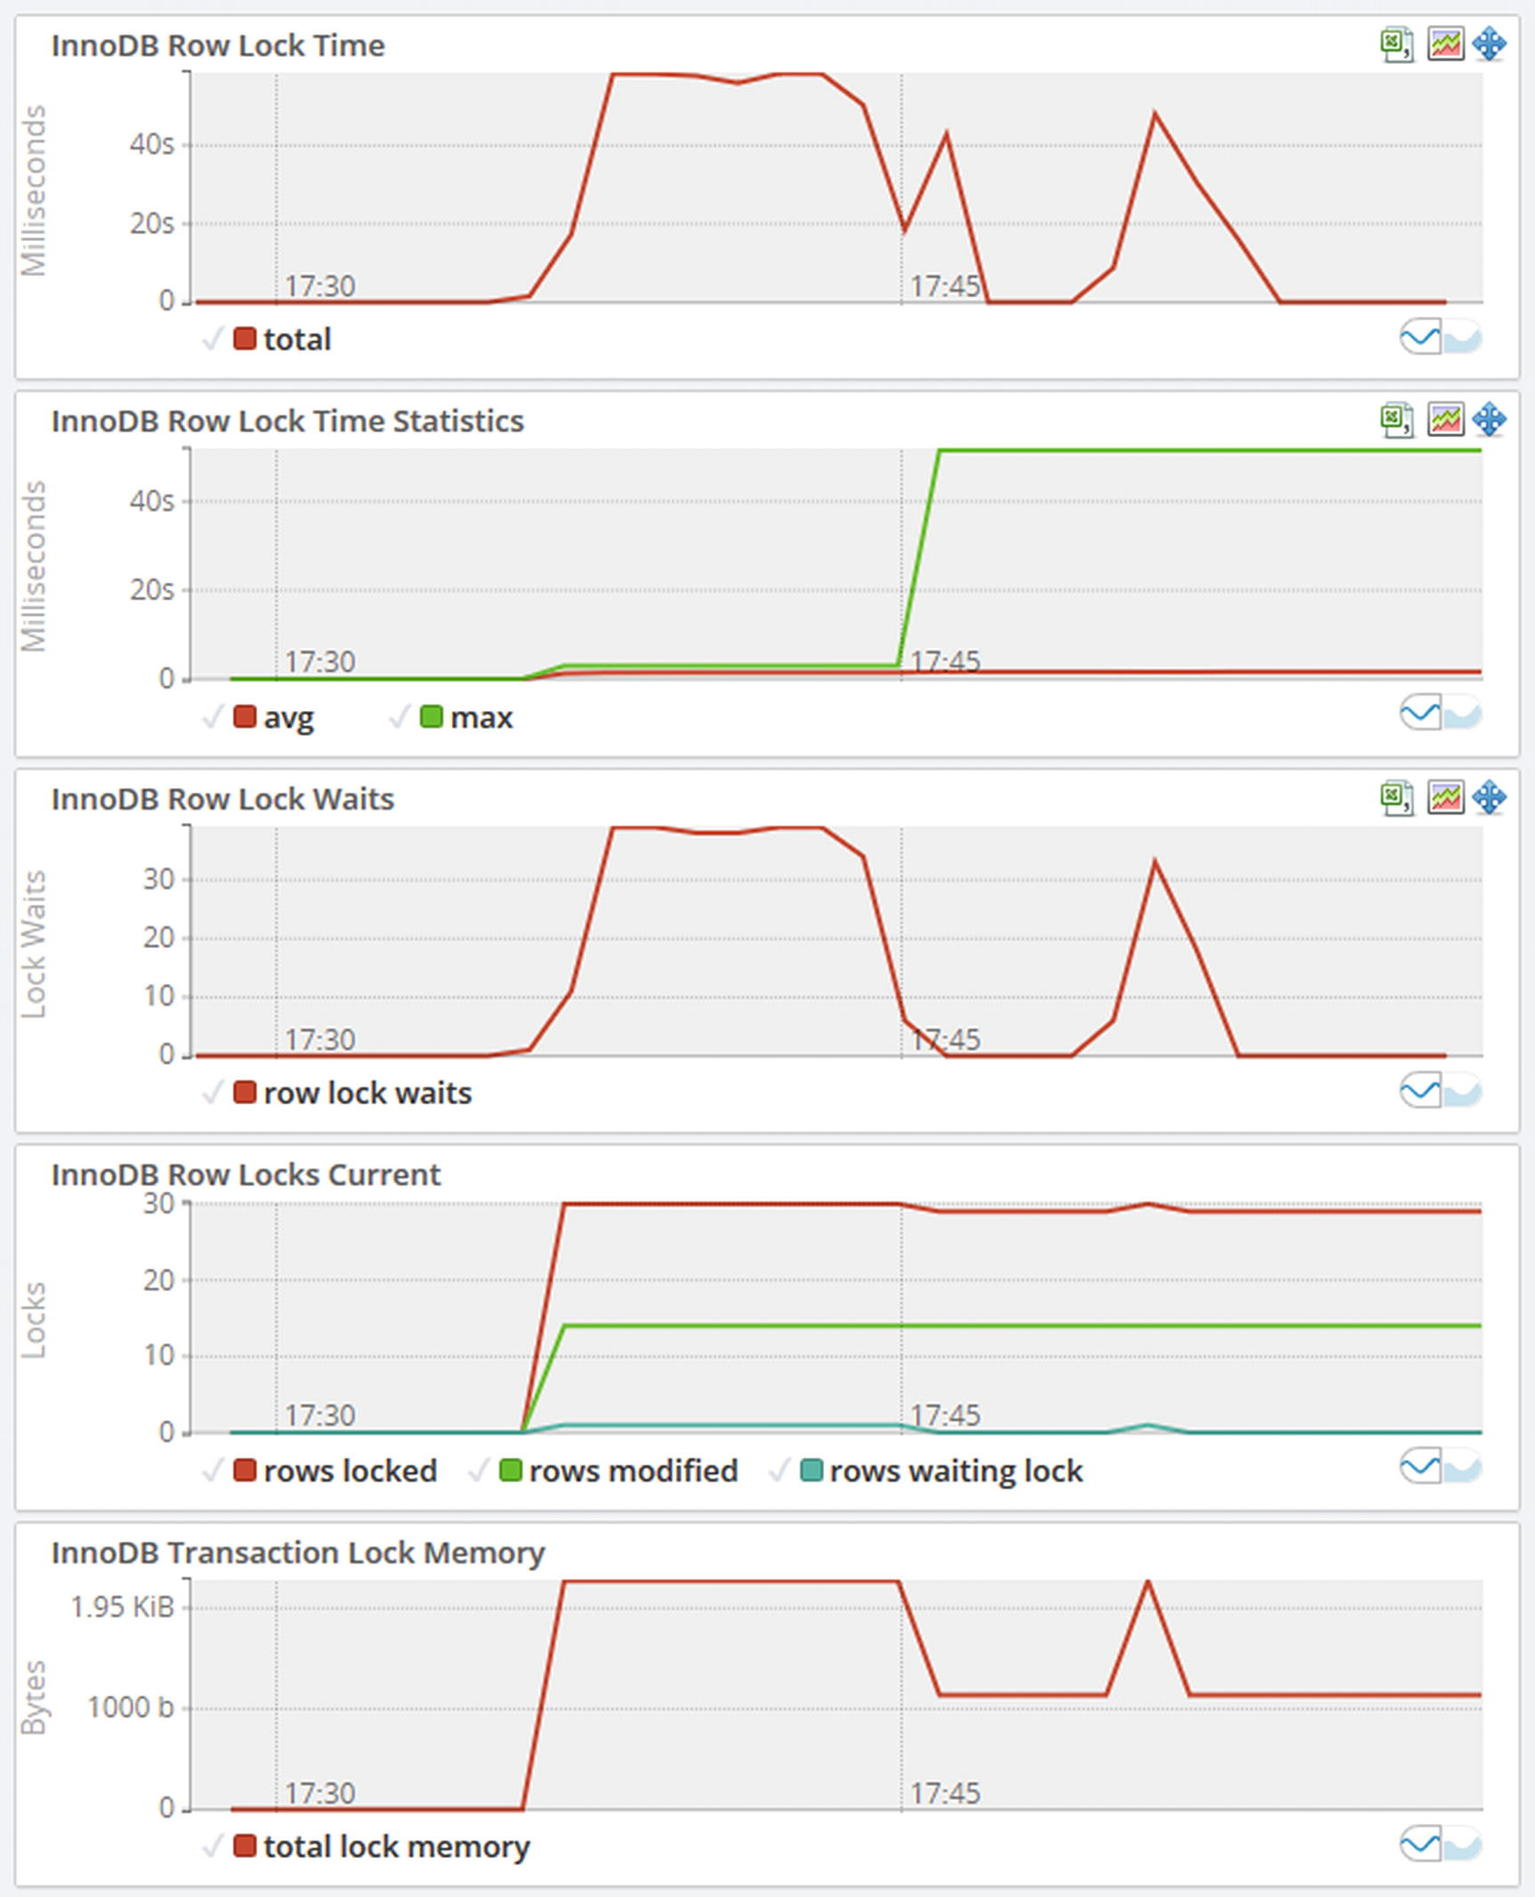 InnoDB Row Lock Time
Milliseconds
40s
20s
0
17:30
17:45
total
InnoDB Row Lock Time Statistics
Milliseconds
40s
20s
0
17:30
17:45
avg max
InnoDB Row Lock Waits
Lock Waits
30
20
10
0
17:30
17:45
row lock waits
InnoDB Row Locks Current
Locks
30
20
10
0
17:30
17:45
rows locked rows modified rows waiting lock
InnoDB Transaction Lock Memory
Bytes
1.95 KiB
1000 b
0
17:30
17:45
total lock memory